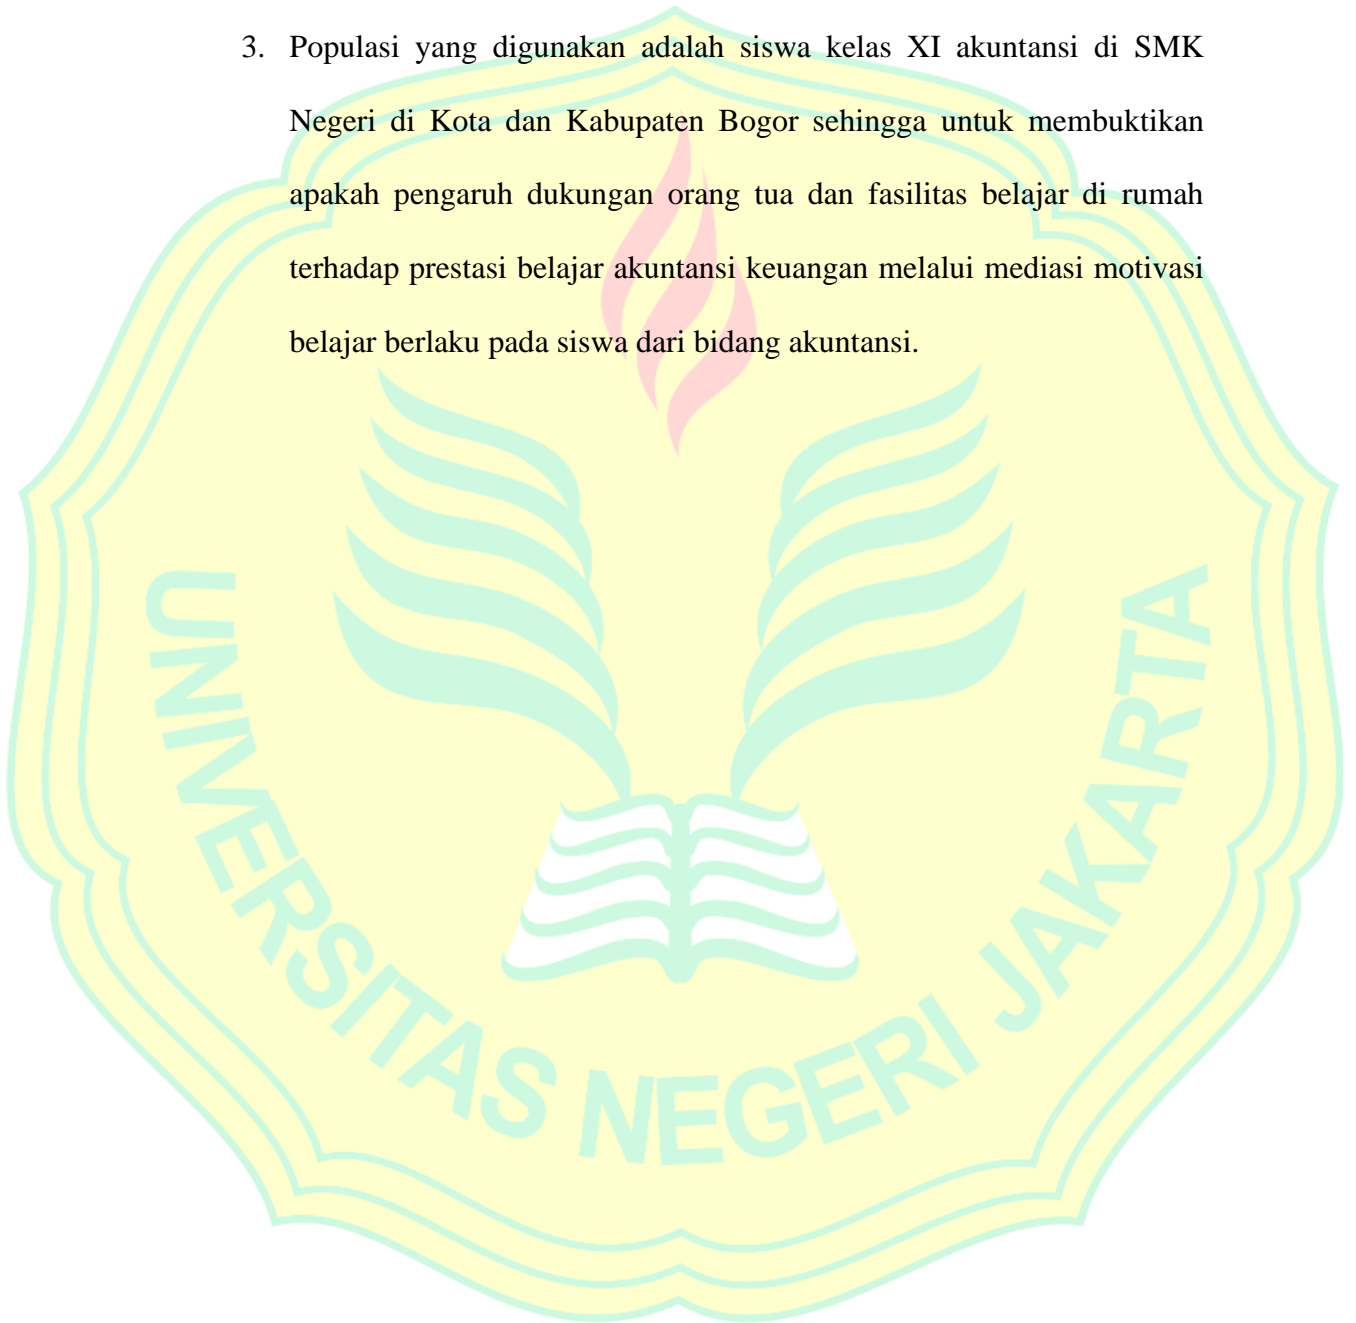 3. Populasi yang digunakan adalah siswa kelas XI akuntansi di SMK
Negeri di Kota dan Kabupaten Bogor sehingga untuk membuktikan
apakah pengaruh dukungan orang tua dan fasilitas belajar di rumah
terhadap prestasi belajar akuntansi keuangan melalui mediasi motivasi
belajar berlaku pada siswa dari bidang akuntansi.
UNIVERSITAS NEGERI JAKARTA